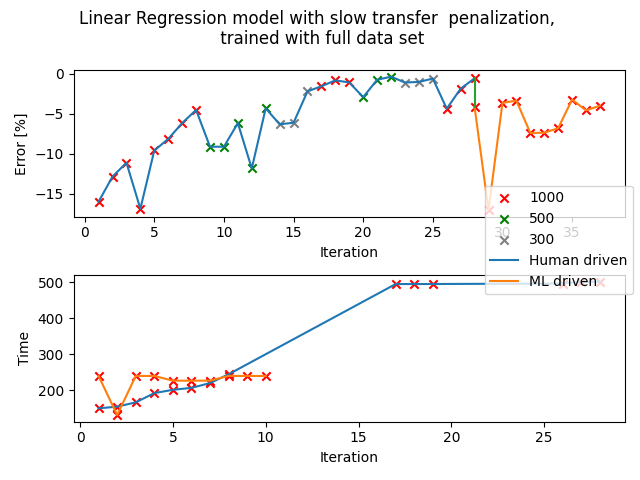 Linear Regression model with slow transfer  penalization,
trained with full data set
Error [%]
0
−5
−10
−15
0 5 10 15 20 25 30 35
Iteration
1000
500
300
Human driven
ML driven
Time
500
400
300
200
0 5 10 15 20 25
Iteration